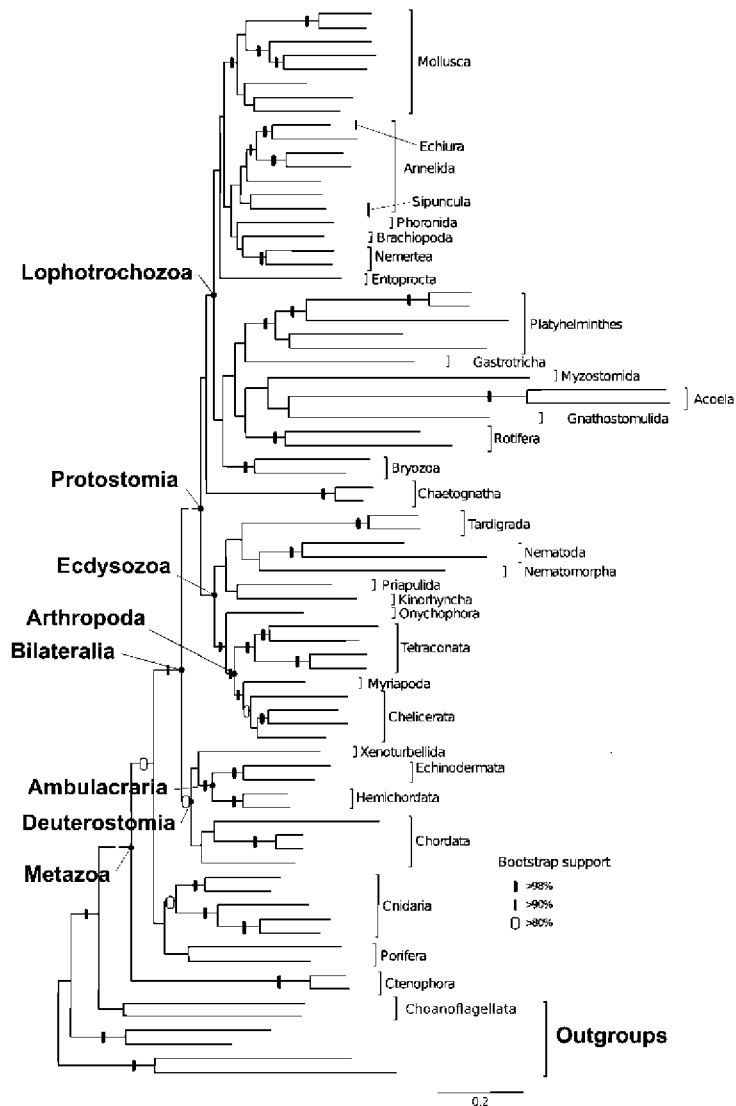 Mollusca
Echiura
Annelida
Sipuncula
Phoronida
Brachiopoda
Nemertea
Lophotrochozoa
Entoprocta
Platyhelminthes
Gastrotricha
Myzostomida
Acoela
Gnathostomulida
Rotifera
Bryozoa
Protostomia
Chaetognatha
Tardigrada
Nematoda
Ecdysozoa
Nematomorpha
Priapulida
Kinorhyncha
Onychophora
Arthropoda
Tetraconata
Bilateralia
Myriapoda
Chelicerata
Xenoturbellida
Echinodermata
Ambulacraria
Hemichordata
Deuterostomia
Chordata
Bootstrap support
Metazoa
>98%
>90%
>80%
Cnidaria
Porifera
Ctenophora
Choanoflagellata
Outgroups
0.2